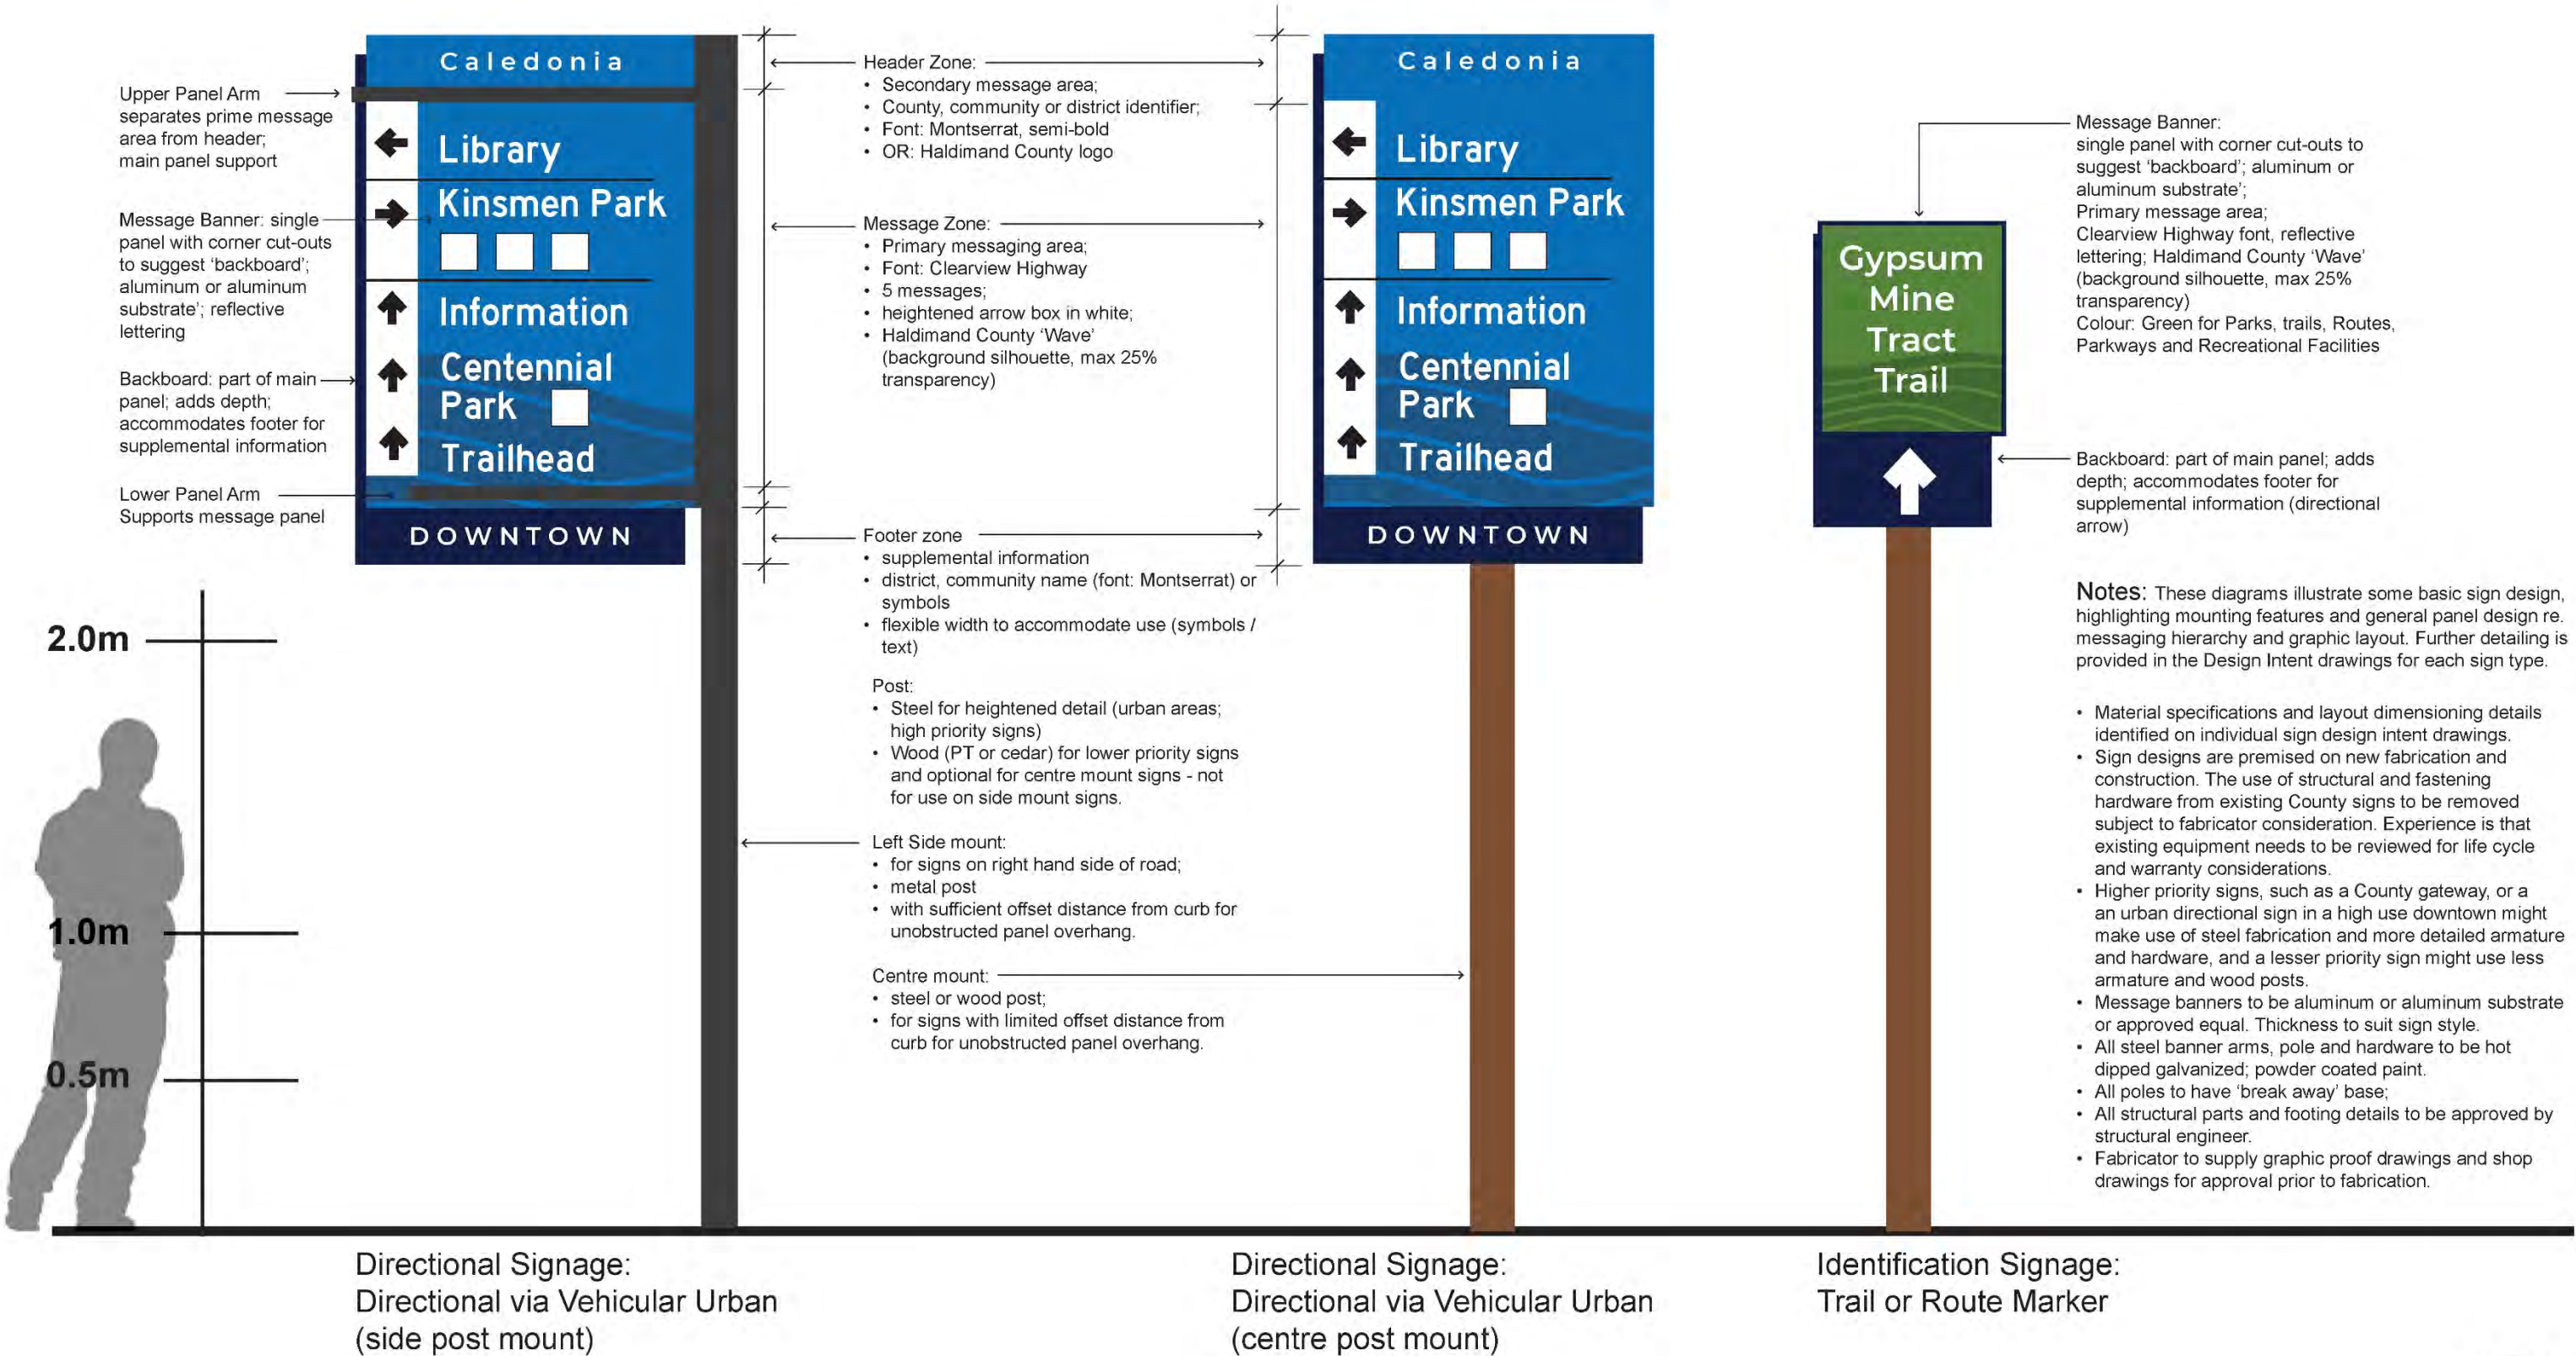 Caledonia
Library
Kinsmen Park
Information
Centennial
Park
Trailhead
DOWNTOWN
Upper Panel Arm
separates prime message
area from header;
main panel support
Message Banner: single
panel with corner cut-outs
to suggest ‘backboard’;
aluminum or aluminum
substrate’; reflective
lettering
Backboard: part of main
panel; adds depth;
accommodates footer for
supplemental information
Lower Panel Arm
Supports message panel
2.0m
1.0m
0.5m
Header Zone:
• Secondary message area;
• County, community or district identifier;
• Font: Montserrat, semi-bold
• OR: Haldimand County logo
Message Zone:
• Primary messaging area;
• Font: Clearview Highway
• 5 messages;
• heightened arrow box in white;
• Haldimand County ‘Wave’
(background silhouette, max 25%
transparency)
Footer zone
• supplemental information
• district, community name (font: Montserrat) or
symbols
• flexible width to accommodate use (symbols /
text)
Post:
• Steel for heightened detail (urban areas;
high priority signs)
• Wood (PT or cedar) for lower priority signs
and optional for centre mount signs - not
for use on side mount signs.
Left Side mount:
• for signs on right hand side of road;
• metal post
• with sufficient offset distance from curb for
unobstructed panel overhang.
Centre mount:
• steel or wood post;
• for signs with limited offset distance from
curb for unobstructed panel overhang.
Caledonia
Library
Kinsmen Park
Information
Centennial
Park
Trailhead
DOWNTOWN
Gypsum
Mine
Tract
Trail
Message Banner:
single panel with corner cut-outs to
suggest ‘backboard’; aluminum or
aluminum substrate’;
Primary message area;
Clearview Highway font, reflective
lettering; Haldimand County ‘Wave’
(background silhouette, max 25%
transparency)
Colour: Green for Parks, trails, Routes,
Parkways and Recreational Facilities
Backboard: part of main panel; adds
depth; accommodates footer for
supplemental information (directional
arrow)
Notes: These diagrams illustrate some basic sign design,
highlighting mounting features and general panel design re.
messaging hierarchy and graphic layout. Further detailing is
provided in the Design Intent drawings for each sign type.
• Material specifications and layout dimensioning details
identified on individual sign design intent drawings.
• Sign designs are premised on new fabrication and
construction. The use of structural and fastening
hardware from existing County signs to be removed
subject to fabricator consideration. Experience is that
existing equipment needs to be reviewed for life cycle
and warranty considerations.
• Higher priority signs, such as a County gateway, or a
an urban directional sign in a high use downtown might
make use of steel fabrication and more detailed armature
and hardware, and a lesser priority sign might use less
armature and wood posts.
• Message banners to be aluminum or aluminum substrate
or approved equal. Thickness to suit sign style.
• All steel banner arms, pole and hardware to be hot
dipped galvanized; powder coated paint.
• All poles to have ‘break away’ base;
• All structural parts and footing details to be approved by
structural engineer.
• Fabricator to supply graphic proof drawings and shop
drawings for approval prior to fabrication.
Directional Signage:
Directional via Vehicular Urban
(side post mount)
Directional Signage:
Directional via Vehicular Urban
(centre post mount)
Identification Signage:
Trail or Route Marker